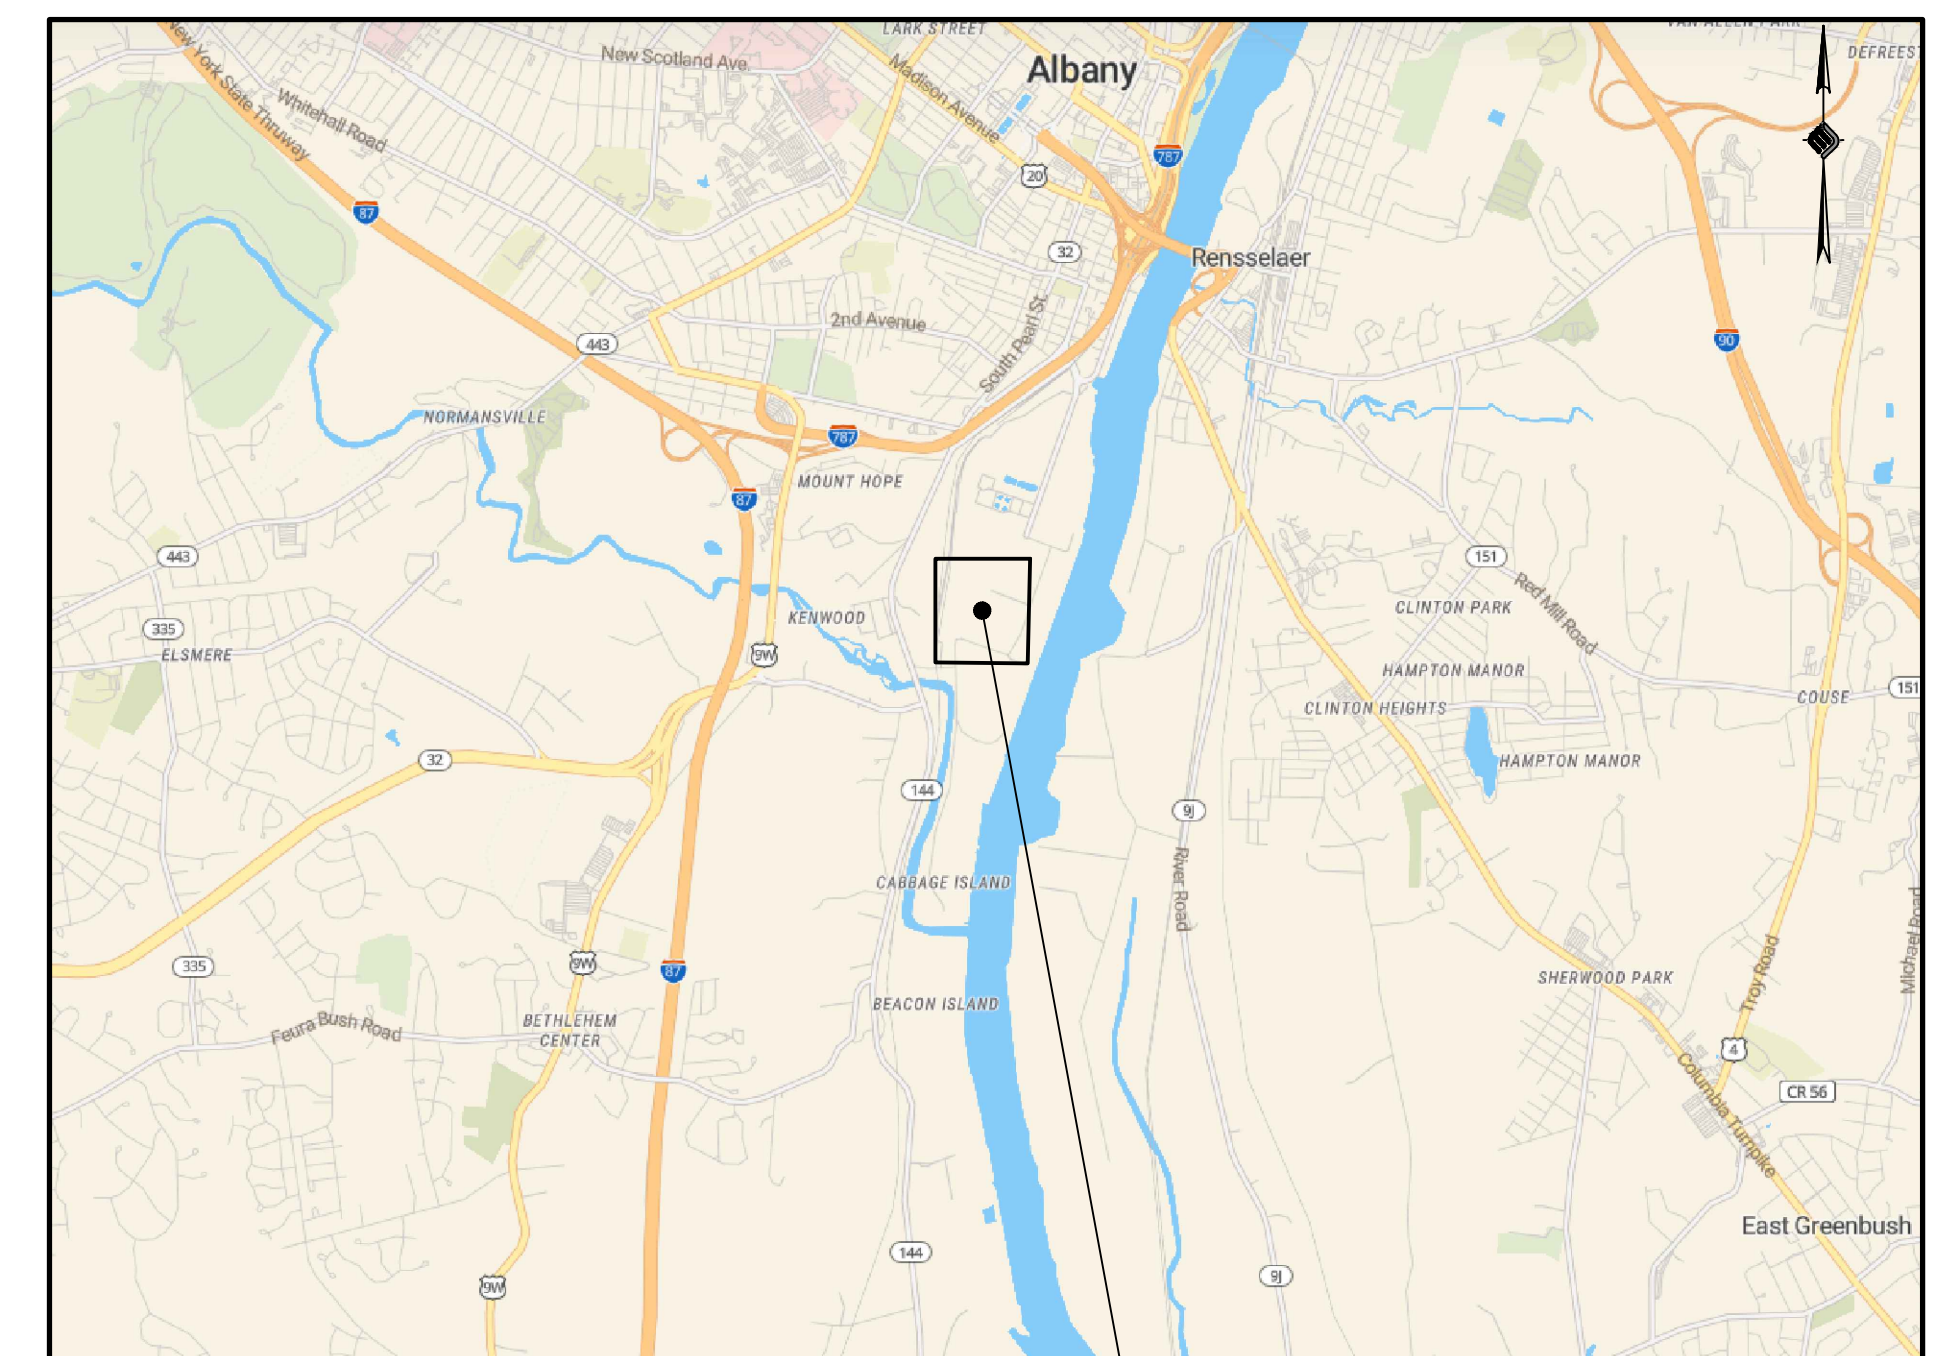 LARK STREET
VAN ALLEN PARK
New Scotland Ave.
DEFREEST
New York State Thruway
Madison Avenue
Albany
Whitehall Road
787
20
87
32
Rensselaer
2nd Avenue
South Pearl St.
443
90
NORMANSVILLE
787
MOUNT HOPE
87
443
151
Red Mill Road
CLINTON PARK
KENWOOD
335
ELSMERE
9W
HAMPTON MANOR
151
COUSE
CLINTON HEIGHTS
32
HAMPTON MANOR
144
9J
River Road
CABBAGE ISLAND
Michael Road
Troy Road
335
9W
87
SHERWOOD PARK
BEACON ISLAND
Feura Bush Road
BETHLEHEM
CENTER
4
Columbia Turnpike
CR 56
East Greenbush
144
9J
9W